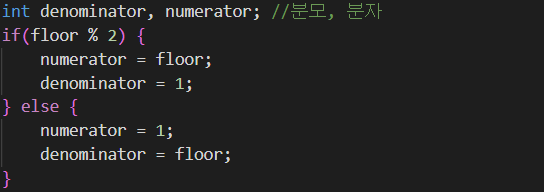 int denominator, numerator; //분모, 분자
if(floor % 2) {
    numerator = floor;
    denominator = 1;
} else {
    numerator = 1;
    denominator = floor;
}